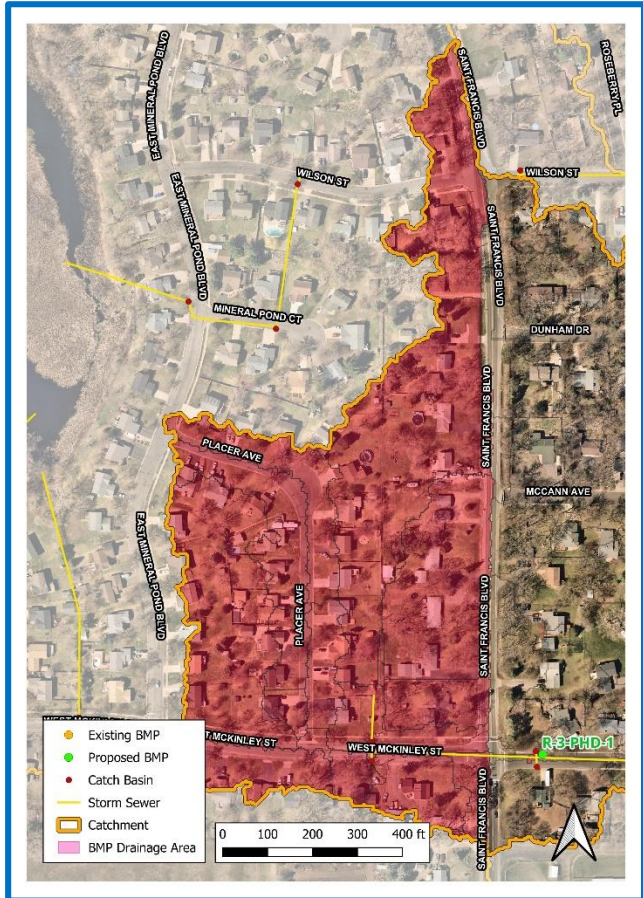 EAST MINERAL POND BLVD
SAINT FRANCIS BLVD
ROSEBERRY PL
WILSON ST
WILSON ST
EAST MINERAL POND BLVD
SAINT FRANCIS BLVD
MINERAL POND CT
DUNHAM DR
SAINT FRANCIS BLVD
PLACER AVE
MCCANN AVE
EAST MINERAL POND BLVD
PLACER AVE
SAINT FRANCIS BLVD
WEST MCKINLEY ST
T MCKINLEY ST
WEST MCKINLEY ST
R-3-PHD-1
SAINT FRANCIS BLVD
Existing BMP
Proposed BMP
Catch Basin
Storm Sewer
Catchment
BMP Drainage Area
0 100 200 300 400 ft